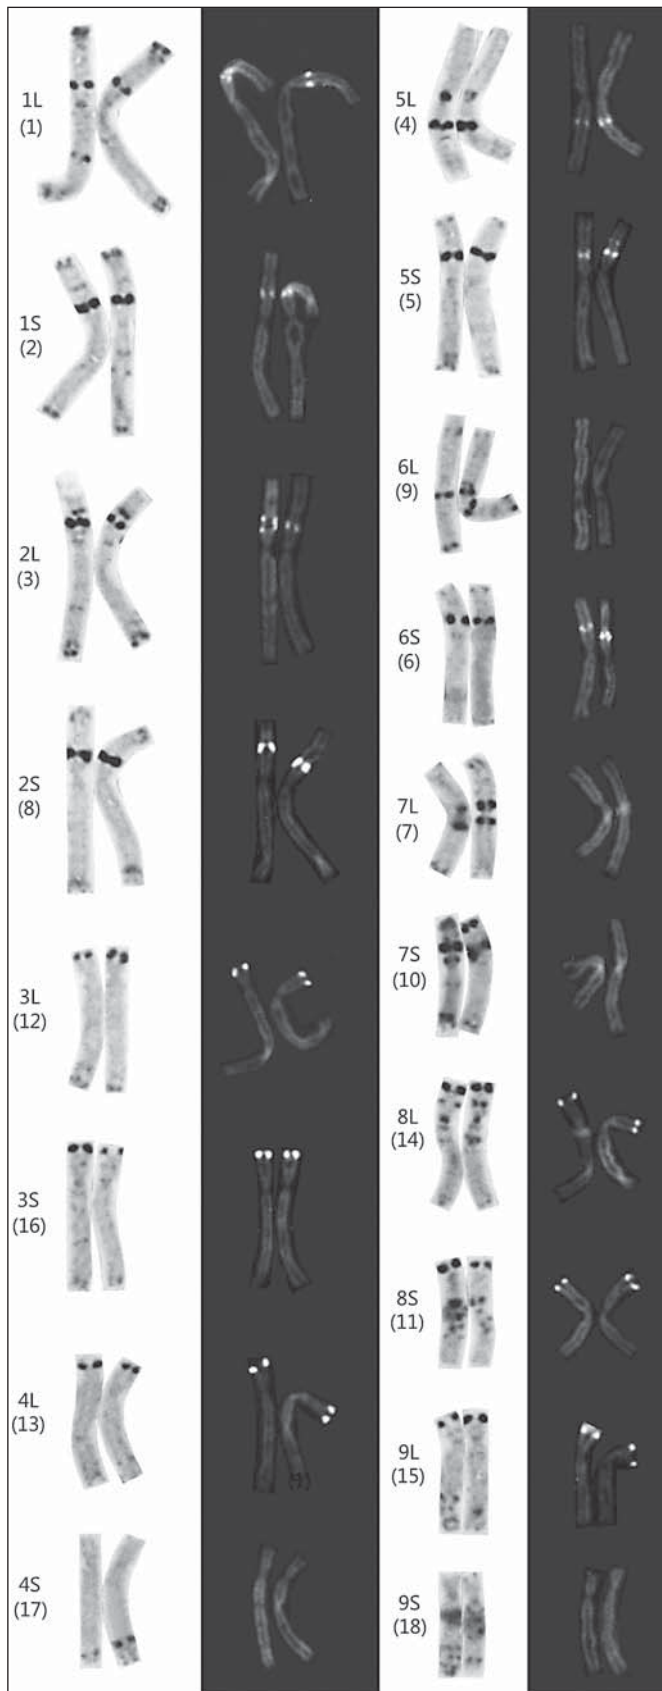 1L
(1)
1S
(2)
2L
(3)
2S
(8)
3L
(12)
3S
(16)
4L
(13)
4S
(17)
5L
(4)
5S
(5)
6L
(9)
6S
(6)
7L
(7)
7S
(10)
8L
(14)
8S
(11)
9L
(15)
9S
(18)